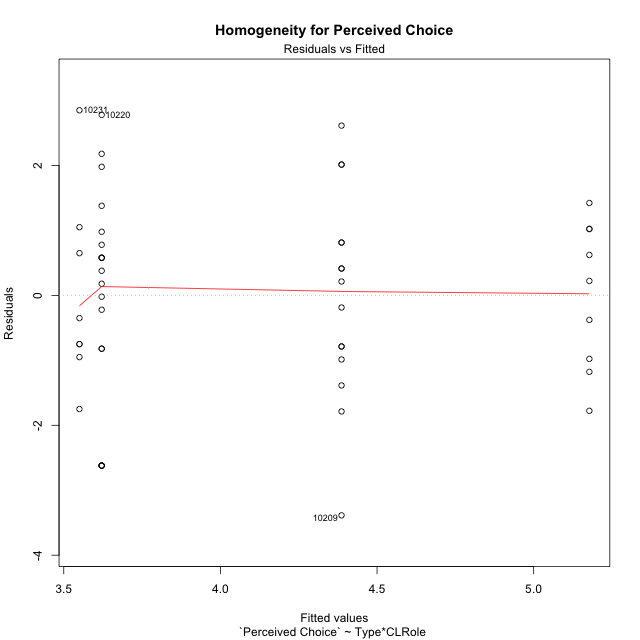 Homogeneity for Perceived Choice
Residuals vs Fitted
10231
10220
10209
2
0
-2
-4
Residuals
3.5 4.0 4.5 5.0
Fitted values
`Perceived Choice` ~ Type*CLRole